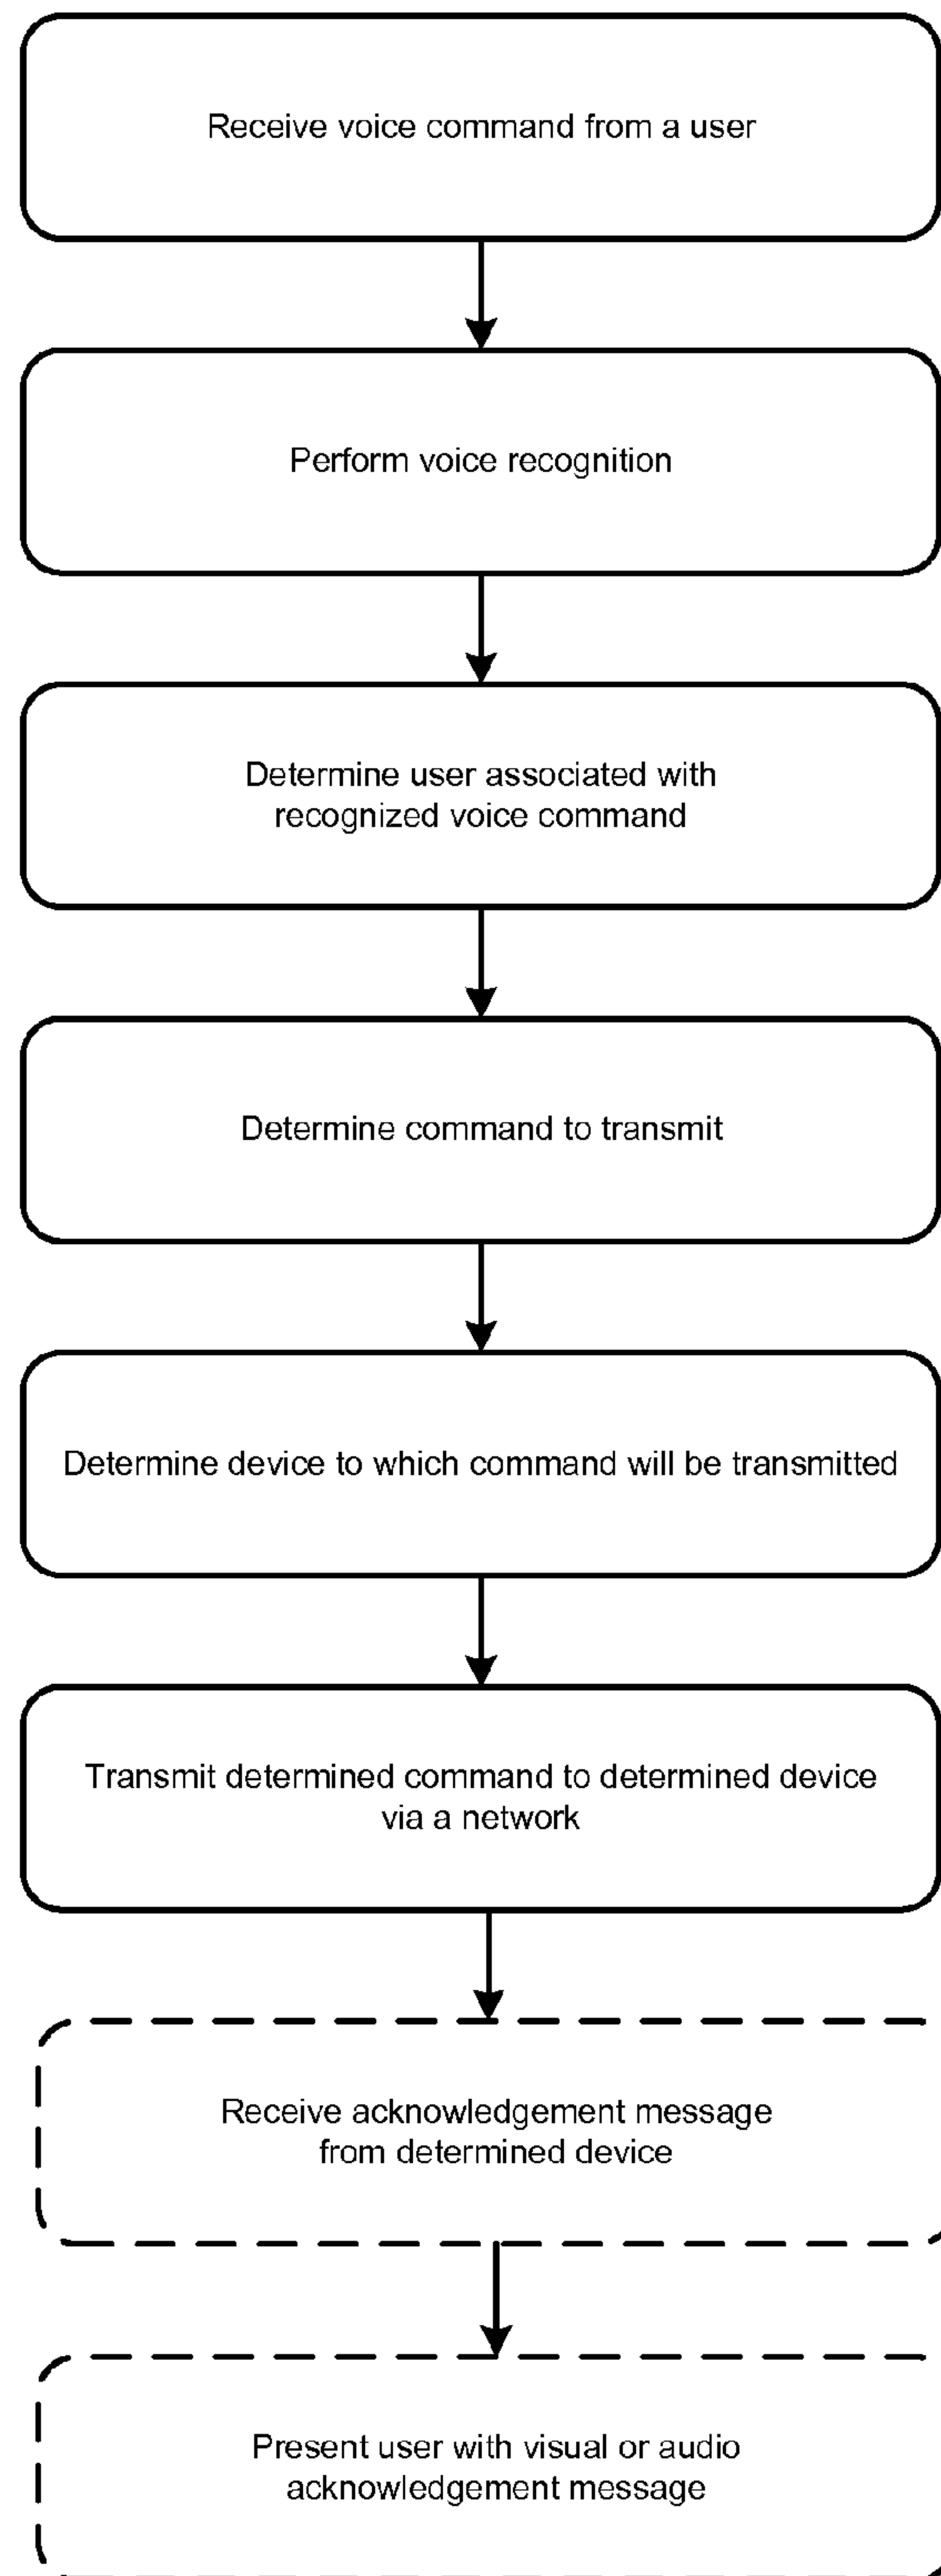 Receive voice command from a user
Perform voice recognition
Determine user associated with
recognized voice command
Determine command to transmit
Determine device to which command will be transmitted
Transmit determined command to determined device
via a network
Receive acknowledgement message
from determined device
Present user with visual or audio
acknowledgement message